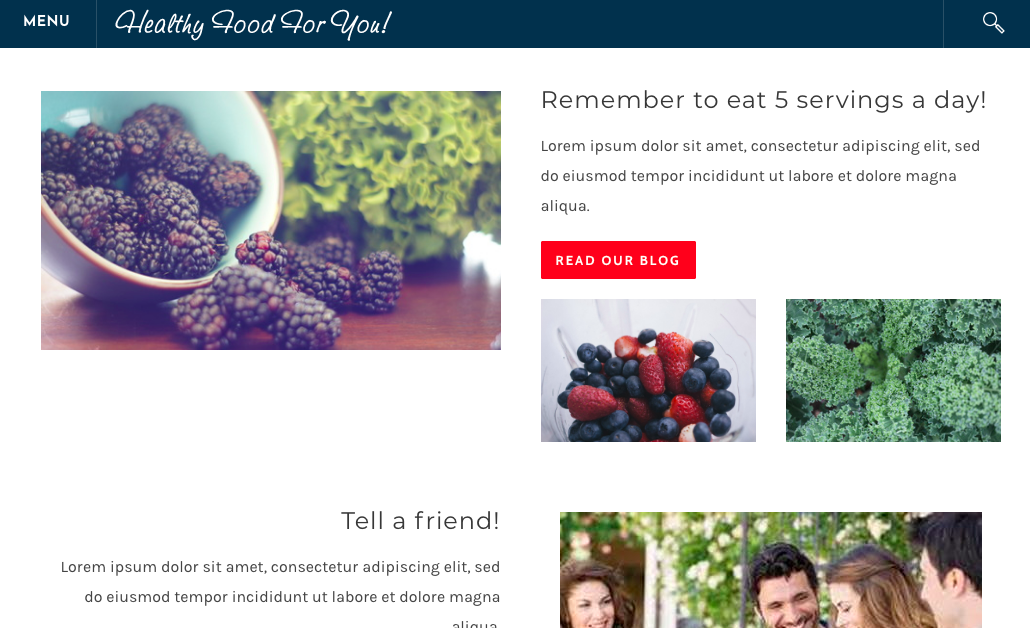 MENU
Healthy Food For You!
Remember to eat 5 servings a day!
Lorem ipsum dolor sit amet, consectetur adipiscing elit, sed
do eiusmod tempor incididunt ut labore et dolore magna
aliqua.
READ OUR BLOG
Tell a friend!
Lorem ipsum dolor sit amet, consectetur adipiscing elit, sed
do eiusmod tempor incididunt ut labore et dolore magna
aliqua.